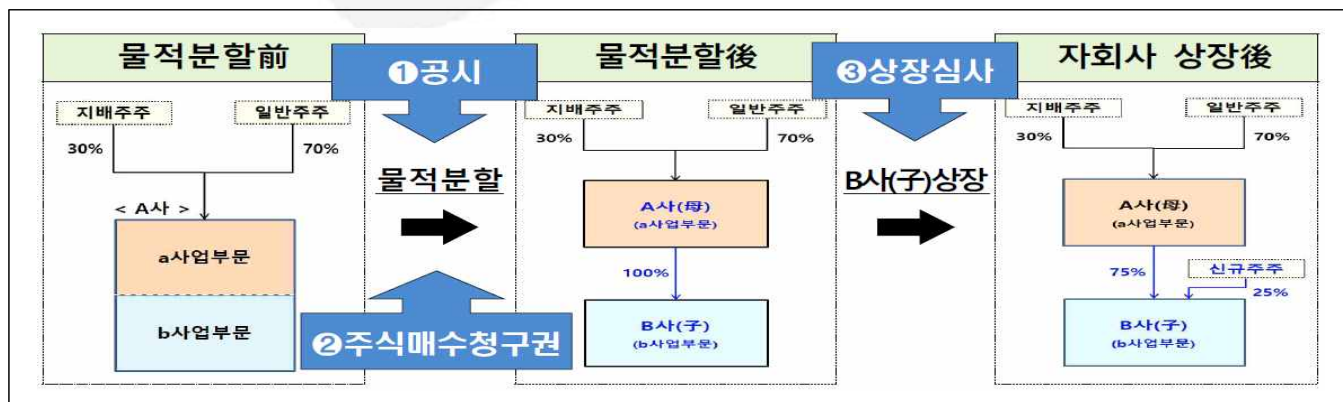 물적분할前
❶공시
물적분할後
❸상장심사
자회사 상장後
지배주주
일반주주
30%
70%
< A사 >
a사업부문
b사업부문
물적분할
❷주식매수청구권
지배주주
일반주주
30%
70%
A사(母)
(a사업부문)
100%
B사(子)
(b사업부문)
B사(子)상장
지배주주
일반주주
30%
70%
A사(母)
(a사업부문)
75%
신규주주
25%
B사(子)
(b사업부문)